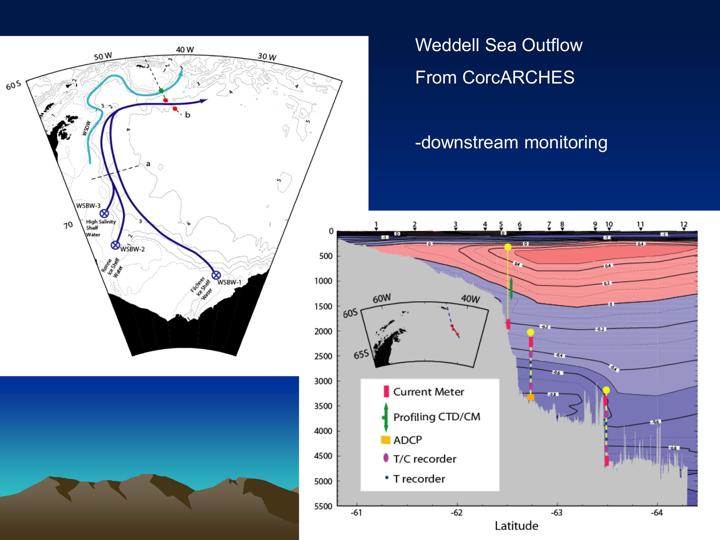 Weddell Sea Outflow
From CorcARCHES
-downstream monitoring
50 W
40 W
30 W
60 S
70
WSOW
a
b
WSBW-3
High Salinity
Shelf
Water
WSBW-2
Ronne
Ice Shelf
Water
WSBW-1
Filchner
Ice Shelf
Water
1 2 3 4 5 6 7 8 9 10 11 12
0
500
1000
1500
2000
2500
3000
3500
4000
4500
5000
5500
60W
40W
60S
65S
Current Meter
Profiling CTD/CM
ADCP
T/C recorder
T recorder
-61 -62 -63 -64
Latitude